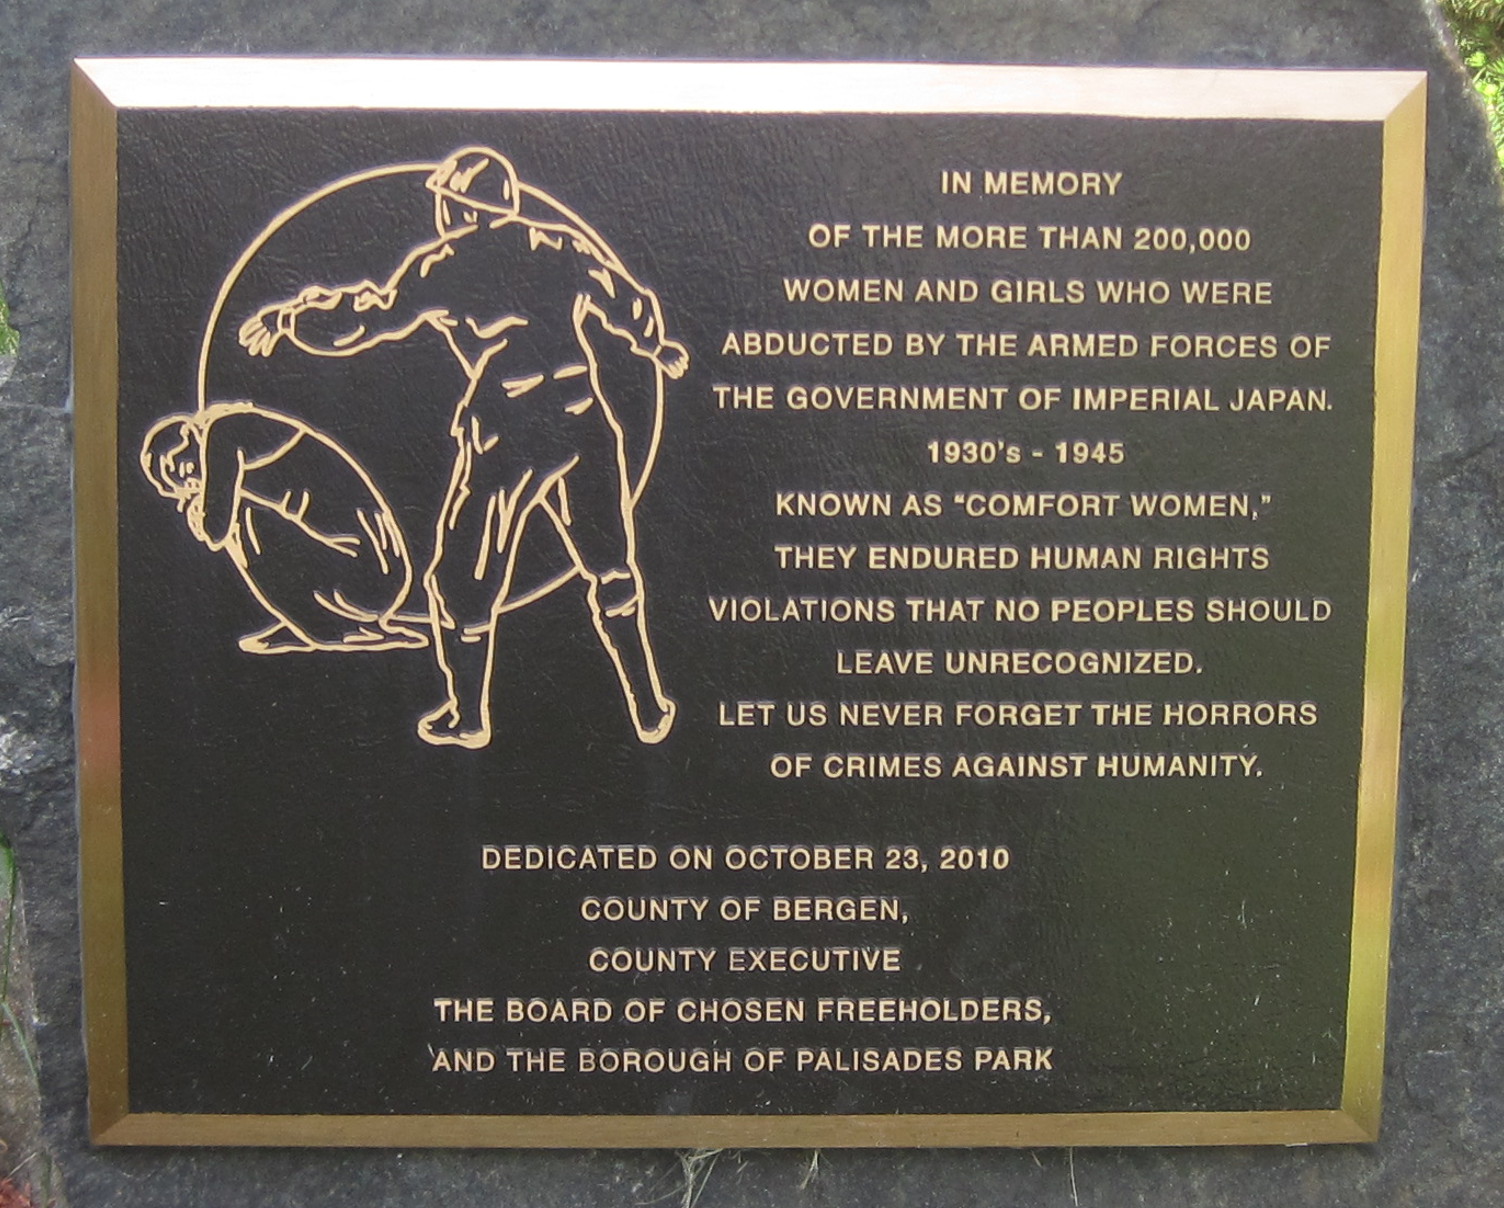 IN MEMORY
OF THE MORE THAN 200,000
WOMEN AND GIRLS WHO WERE
ABDUCTED BY THE ARMED FORCES OF
THE GOVERNMENT OF IMPERIAL JAPAN.
1930's - 1945
KNOWN AS “COMFORT WOMEN,”
THEY ENDURED HUMAN RIGHTS
VIOLATIONS THAT NO PEOPLES SHOULD
LEAVE UNRECOGNIZED.
LET US NEVER FORGET THE HORRORS
OF CRIMES AGAINST HUMANITY.
DEDICATED ON OCTOBER 23, 2010
COUNTY OF BERGEN,
COUNTY EXECUTIVE
THE BOARD OF CHOSEN FREEHOLDERS,
AND THE BOROUGH OF PALISADES PARK